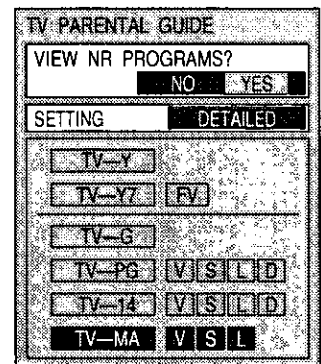 TV PARENTAL GUIDE
VIEW NR PROGRAMS?
NO YES
SETTING DETAILED
TV—Y
TV—Y7 FV
TV—G
TV—PG V S L D
TV—14 V S L D
TV—MA V S L